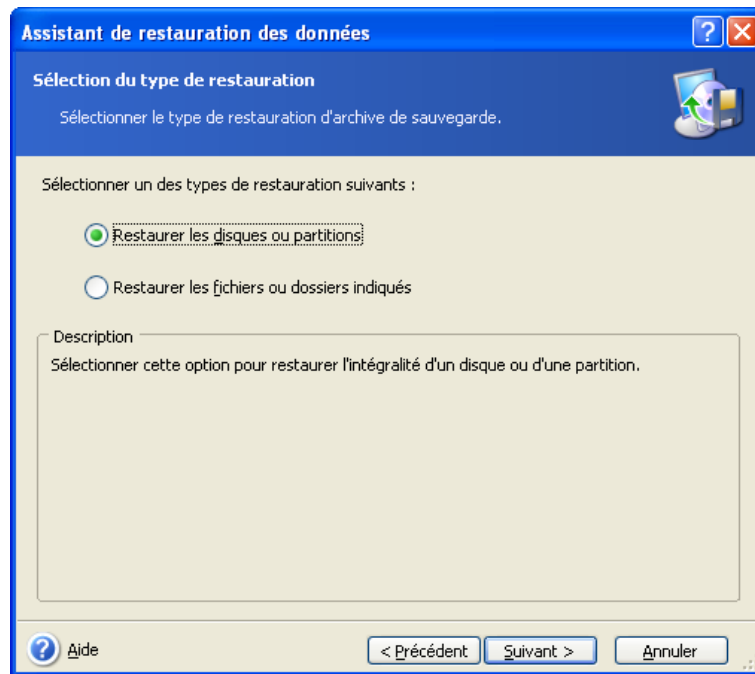 Assistant de restauration des données
Sélection du type de restauration
Sélectionner le type de restauration d'archive de sauvegarde.
Sélectionner un des types de restauration suivants :
Restaurer les disques ou partitions
Restaurer les fichiers ou dossiers indiqués
Description
Sélectionner cette option pour restaurer l'intégralité d'un disque ou d'une partition.
Aide
< Précédent
Suivant >
Annuler